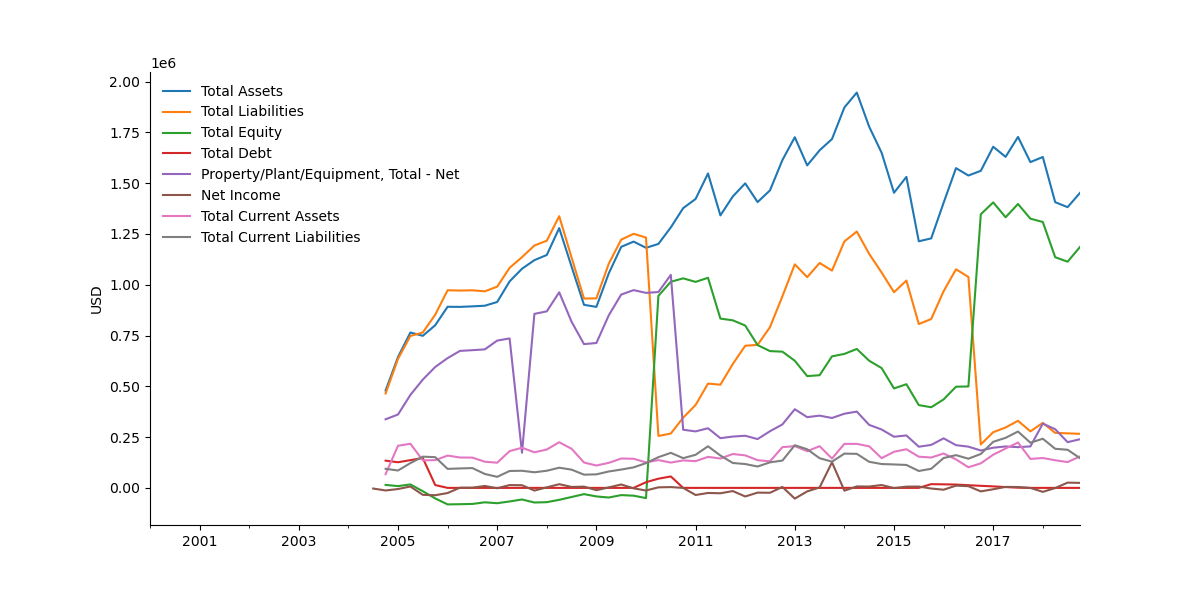 1e6
2.00
1.75
1.50
1.25
1.00
0.75
0.50
0.25
0.00
USD
Total Assets
Total Liabilities
Total Equity
Total Debt
Property/Plant/Equipment, Total - Net
Net Income
Total Current Assets
Total Current Liabilities
2001 2003 2005 2007 2009 2011 2013 2015 2017